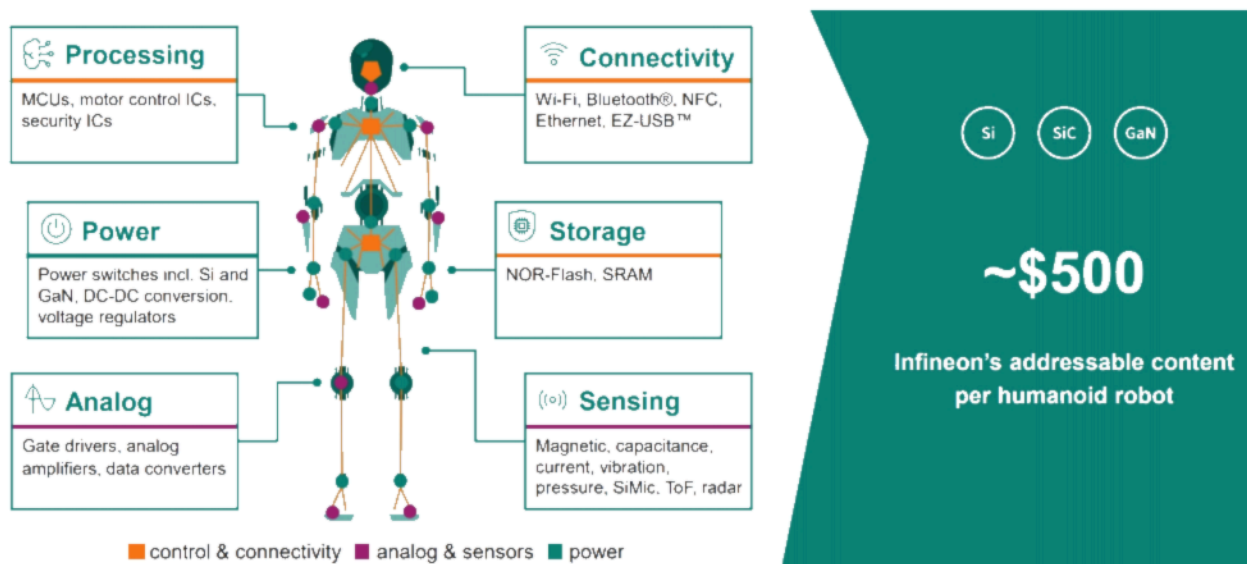 Processing
MCUs, motor control ICs,
security ICs
Connectivity
Wi-Fi, Bluetooth®, NFC,
Ethernet, EZ-USB™
Power
Power switches incl. Si and
GaN, DC-DC conversion,
voltage regulators
Storage
NOR-Flash, SRAM
Analog
Gate drivers, analog
amplifiers, data converters
Sensing
Magnetic, capacitance,
current, vibration,
pressure, SiMic, ToF, radar
control & connectivity analog & sensors power
Si SiC GaN
~$500
Infineon's addressable content
per humanoid robot